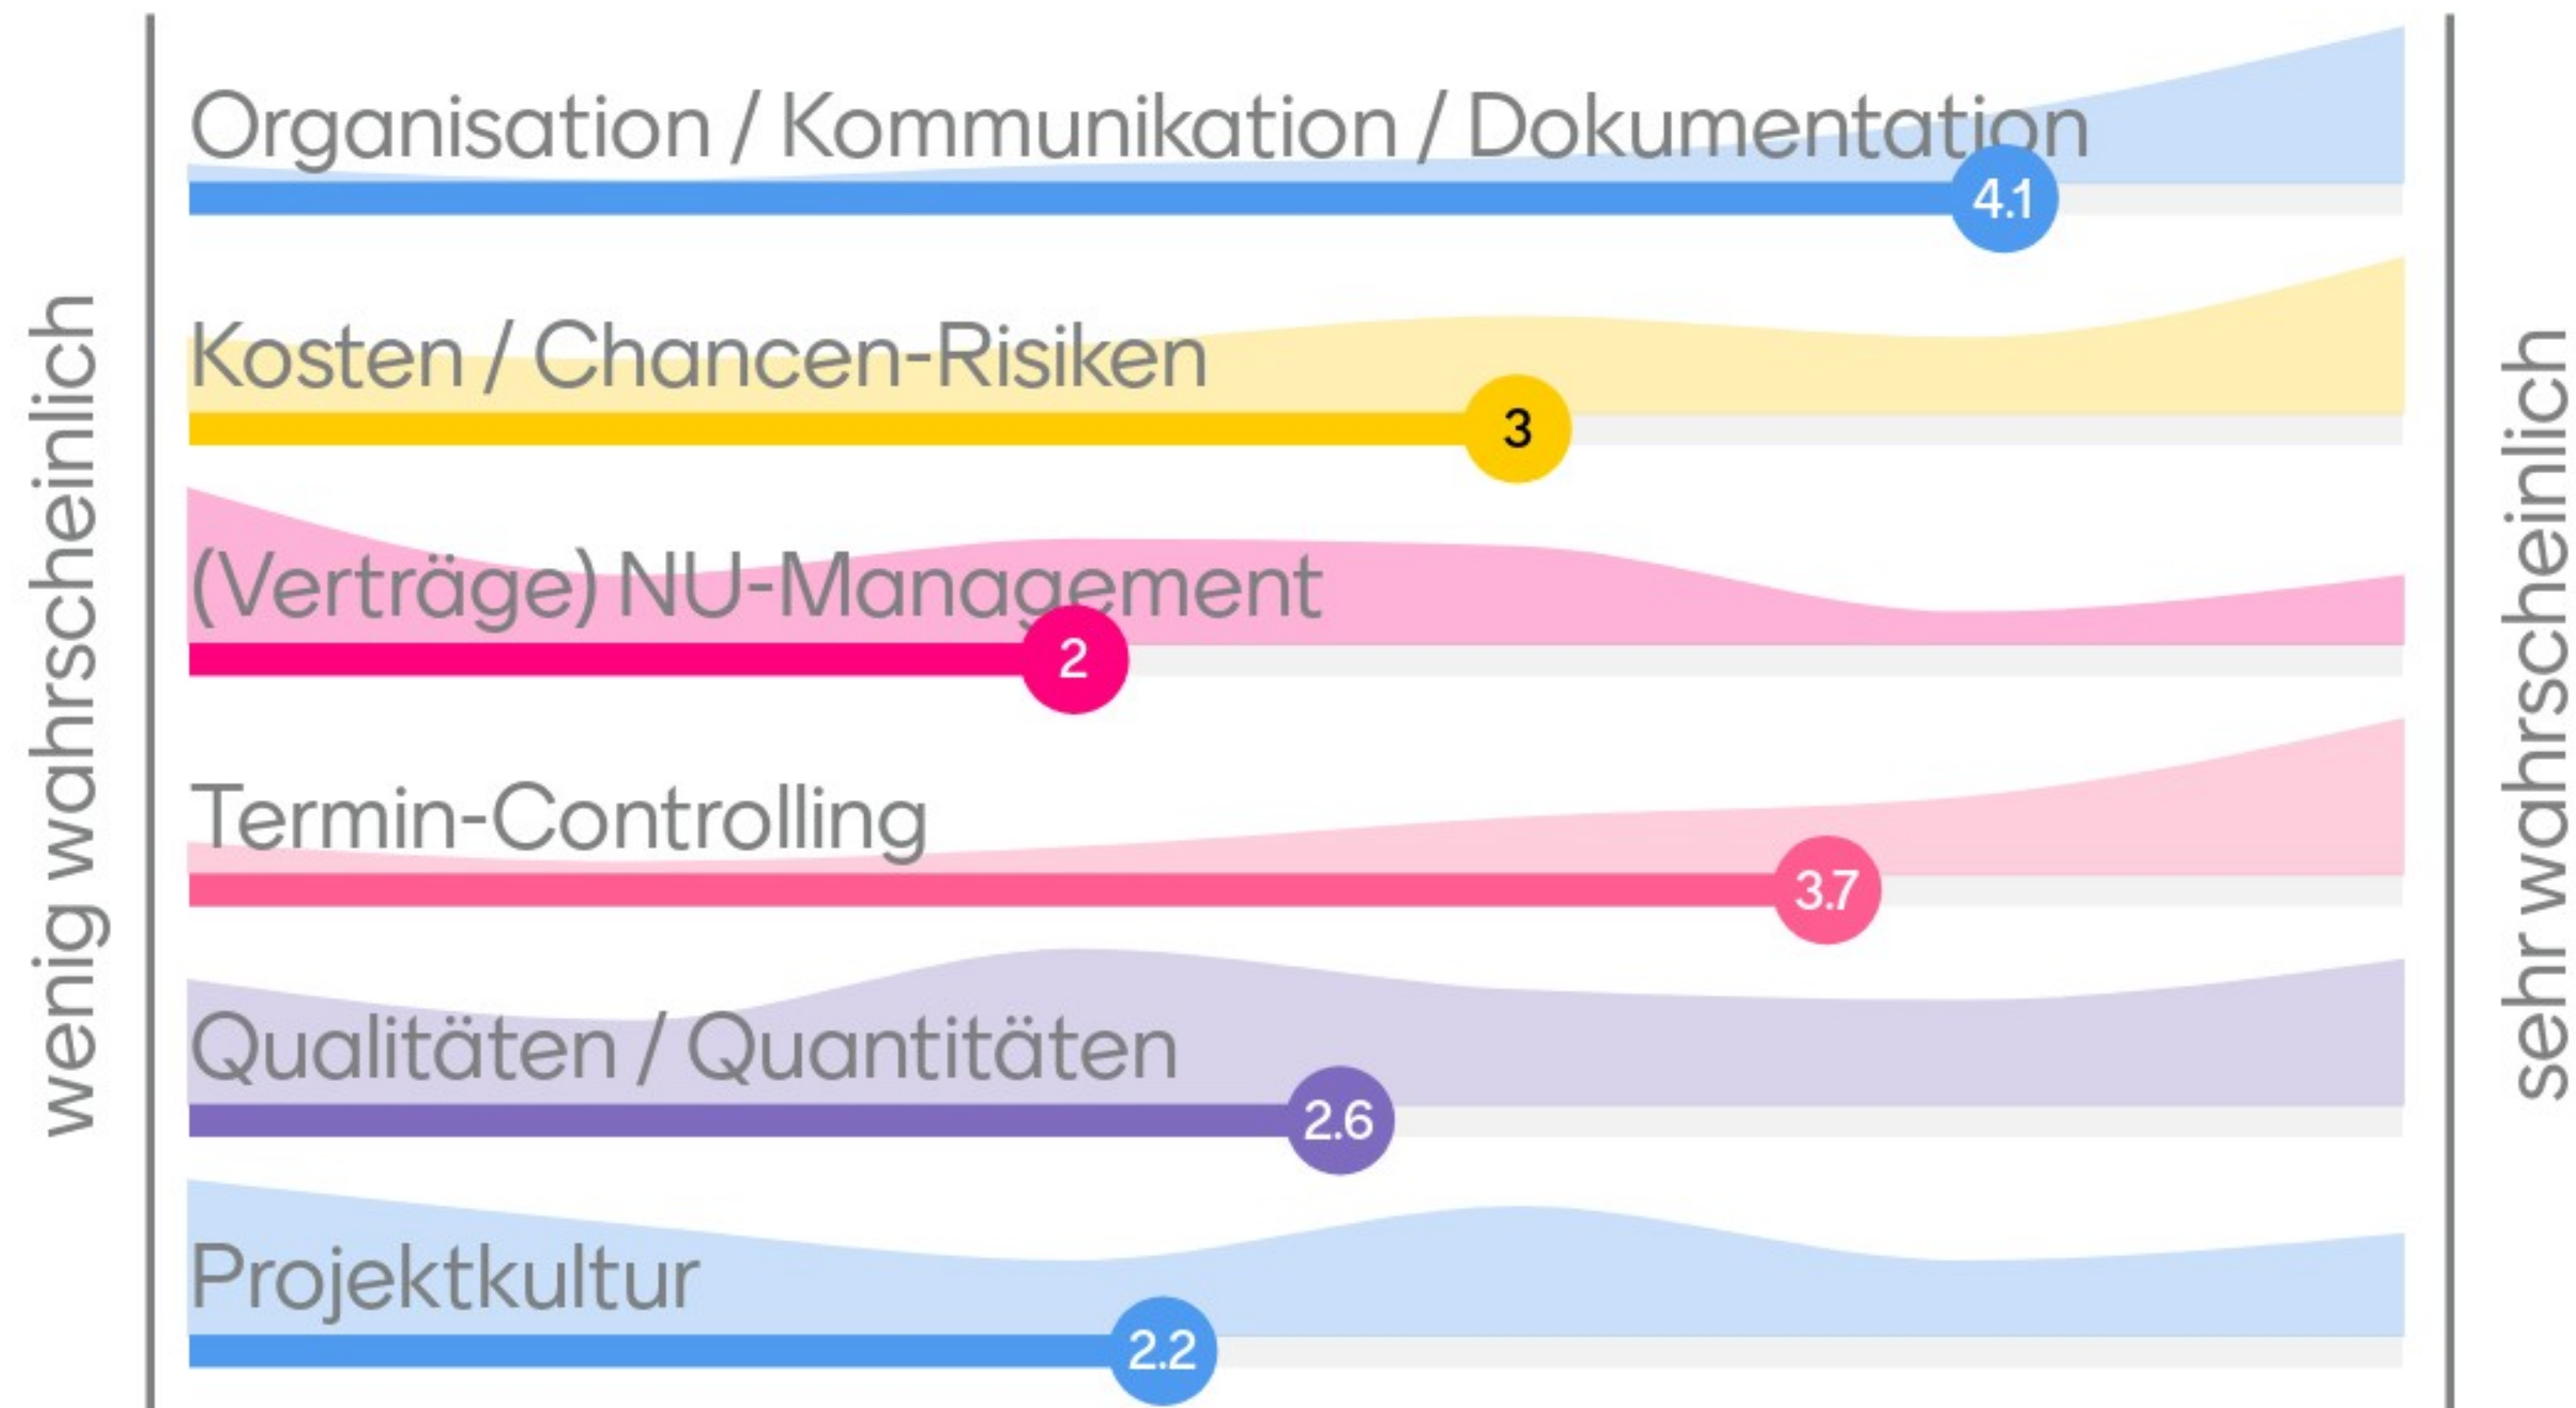 wenig wahrscheinlich
Organisation / Kommunikation / Dokumentation
4.1
Kosten / Chancen-Risiken
3
(Verträge) NU-Management
2
Termin-Controlling
3.7
Qualitäten / Quantitäten
2.6
Projektkultur
2.2
sehr wahrscheinlich